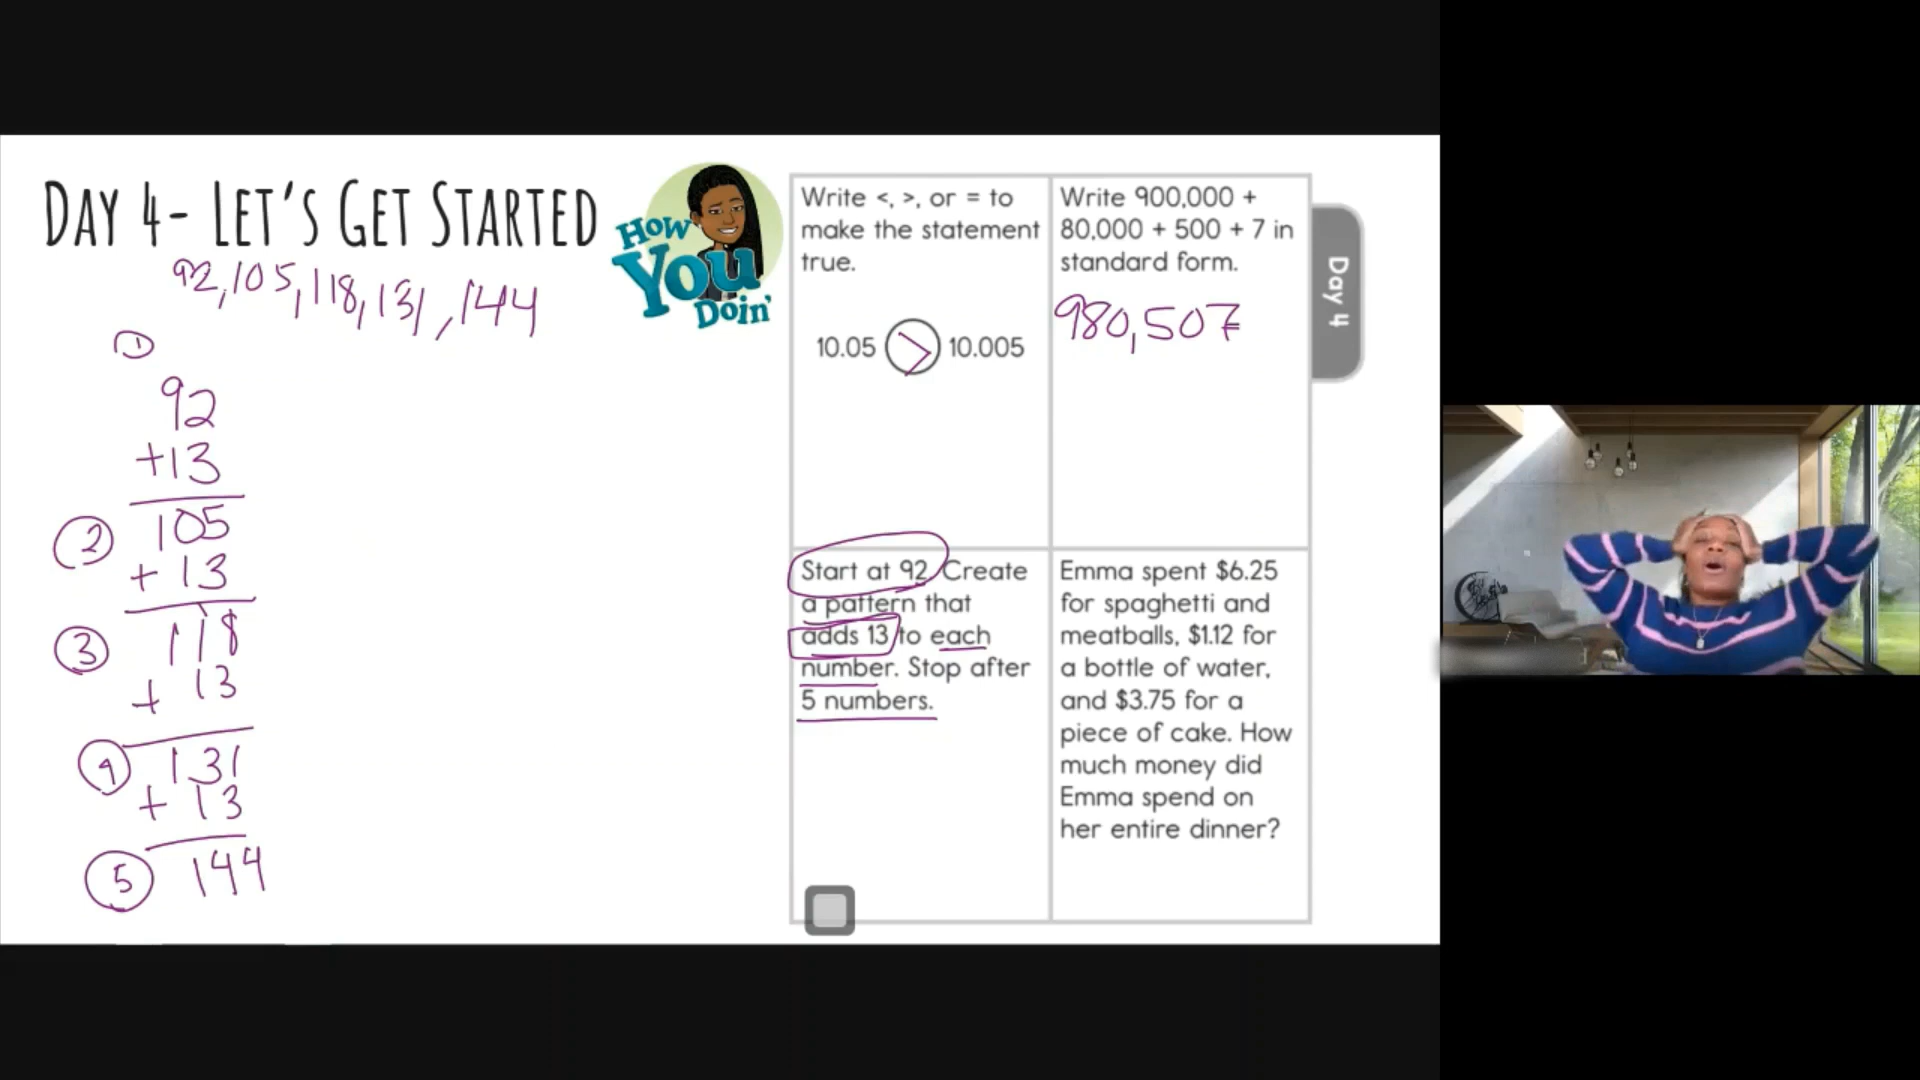 DAY 4- LET'S GET STARTED
92, 105, 118, 131, 144
1
92
+13
2 105
+ 13
3 118
+ 13
4 131
+ 13
5 144
HOW
YOU
DOIN'
Write <, >, or = to
make the statement
true.
10.05 > 10.005
Write 900,000 +
80,000 + 500 + 7 in
standard form.
980,507
Start at 92. Create
a pattern that
adds 13 to each
number. Stop after
5 numbers.
Emma spent $6.25
for spaghetti and
meatballs, $1.12 for
a bottle of water,
and $3.75 for a
piece of cake. How
much money did
Emma spend on
her entire dinner?
Day 4